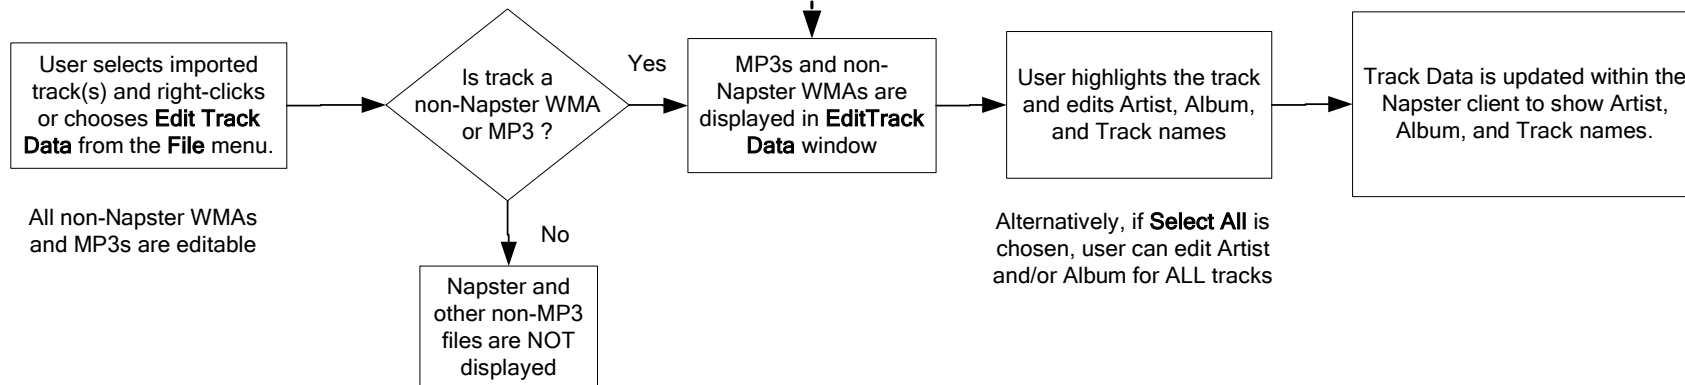 User selects imported
track(s) and right-clicks
or chooses Edit Track
Data from the File menu.
All non-Napster WMAs
and MP3s are editable
Is track a
non-Napster WMA
or MP3 ?
Yes
No
Napster and
other non-MP3
files are NOT
displayed
MP3s and non-
Napster WMAs are
displayed in EditTrack
Data window
User highlights the track
and edits Artist, Album,
and Track names
Alternatively, if Select All is
chosen, user can edit Artist
and/or Album for ALL tracks
Track Data is updated within the
Napster client to show Artist,
Album, and Track names.